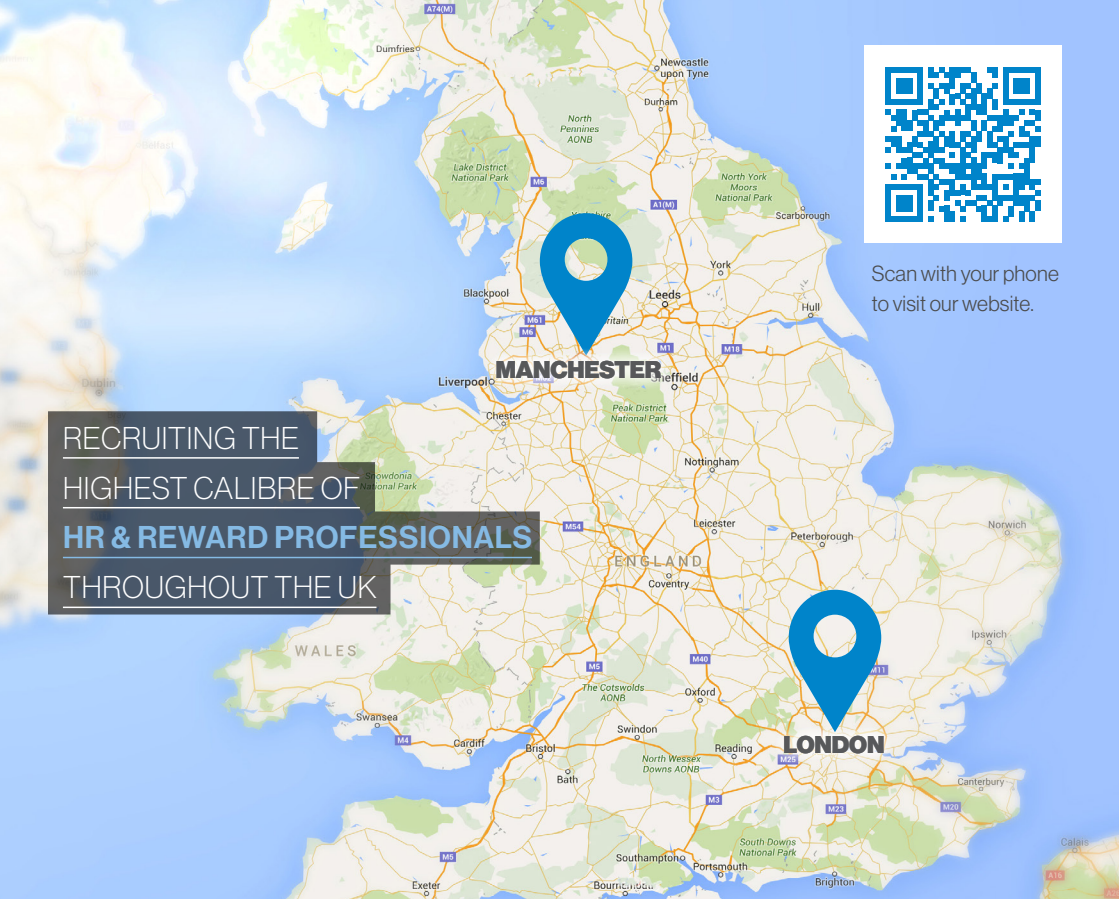 A74(M)
Dumfries
Newcastle
upon Tyne
Durham
North
Pennines
AONB
Belfast
Lake District
National Park
M6
North York
Moors
National Park
A1(M)
Scarborough
Scan with your phone
to visit our website.
York
Blackpool
Leeds
Hull
M61
M6
M1
M18
MANCHESTER
Sheffield
Liverpool
Dublin
Chester
Peak District
National Park
RECRUITING THE
HIGHEST CALIBRE OF
HR & REWARD PROFESSIONALS
THROUGHOUT THE UK
Snowdonia
National Park
Nottingham
M54
Leicester
Norwich
Peterborough
ENGLAND
Coventry
Ipswich
WALES
M5
M40
M11
The Cotswolds
AONB
Oxford
Swansea
Swindon
M4
Cardiff
Bristol
Reading
LONDON
M25
North Wessex
Downs AONB
Bath
Canterbury
M3
M23
M20
South Downs
National Park
Calais
M5
Southampton
Portsmouth
A16
Exeter
Brighton